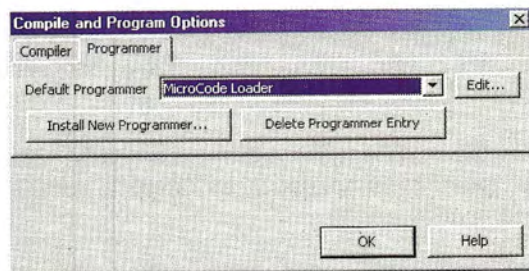 Compile and Program Options
Compiler
Programmer
Default Programmer
MicroCode Loader
Edit...
Install New Programmer...
Delete Programmer Entry
OK
Help